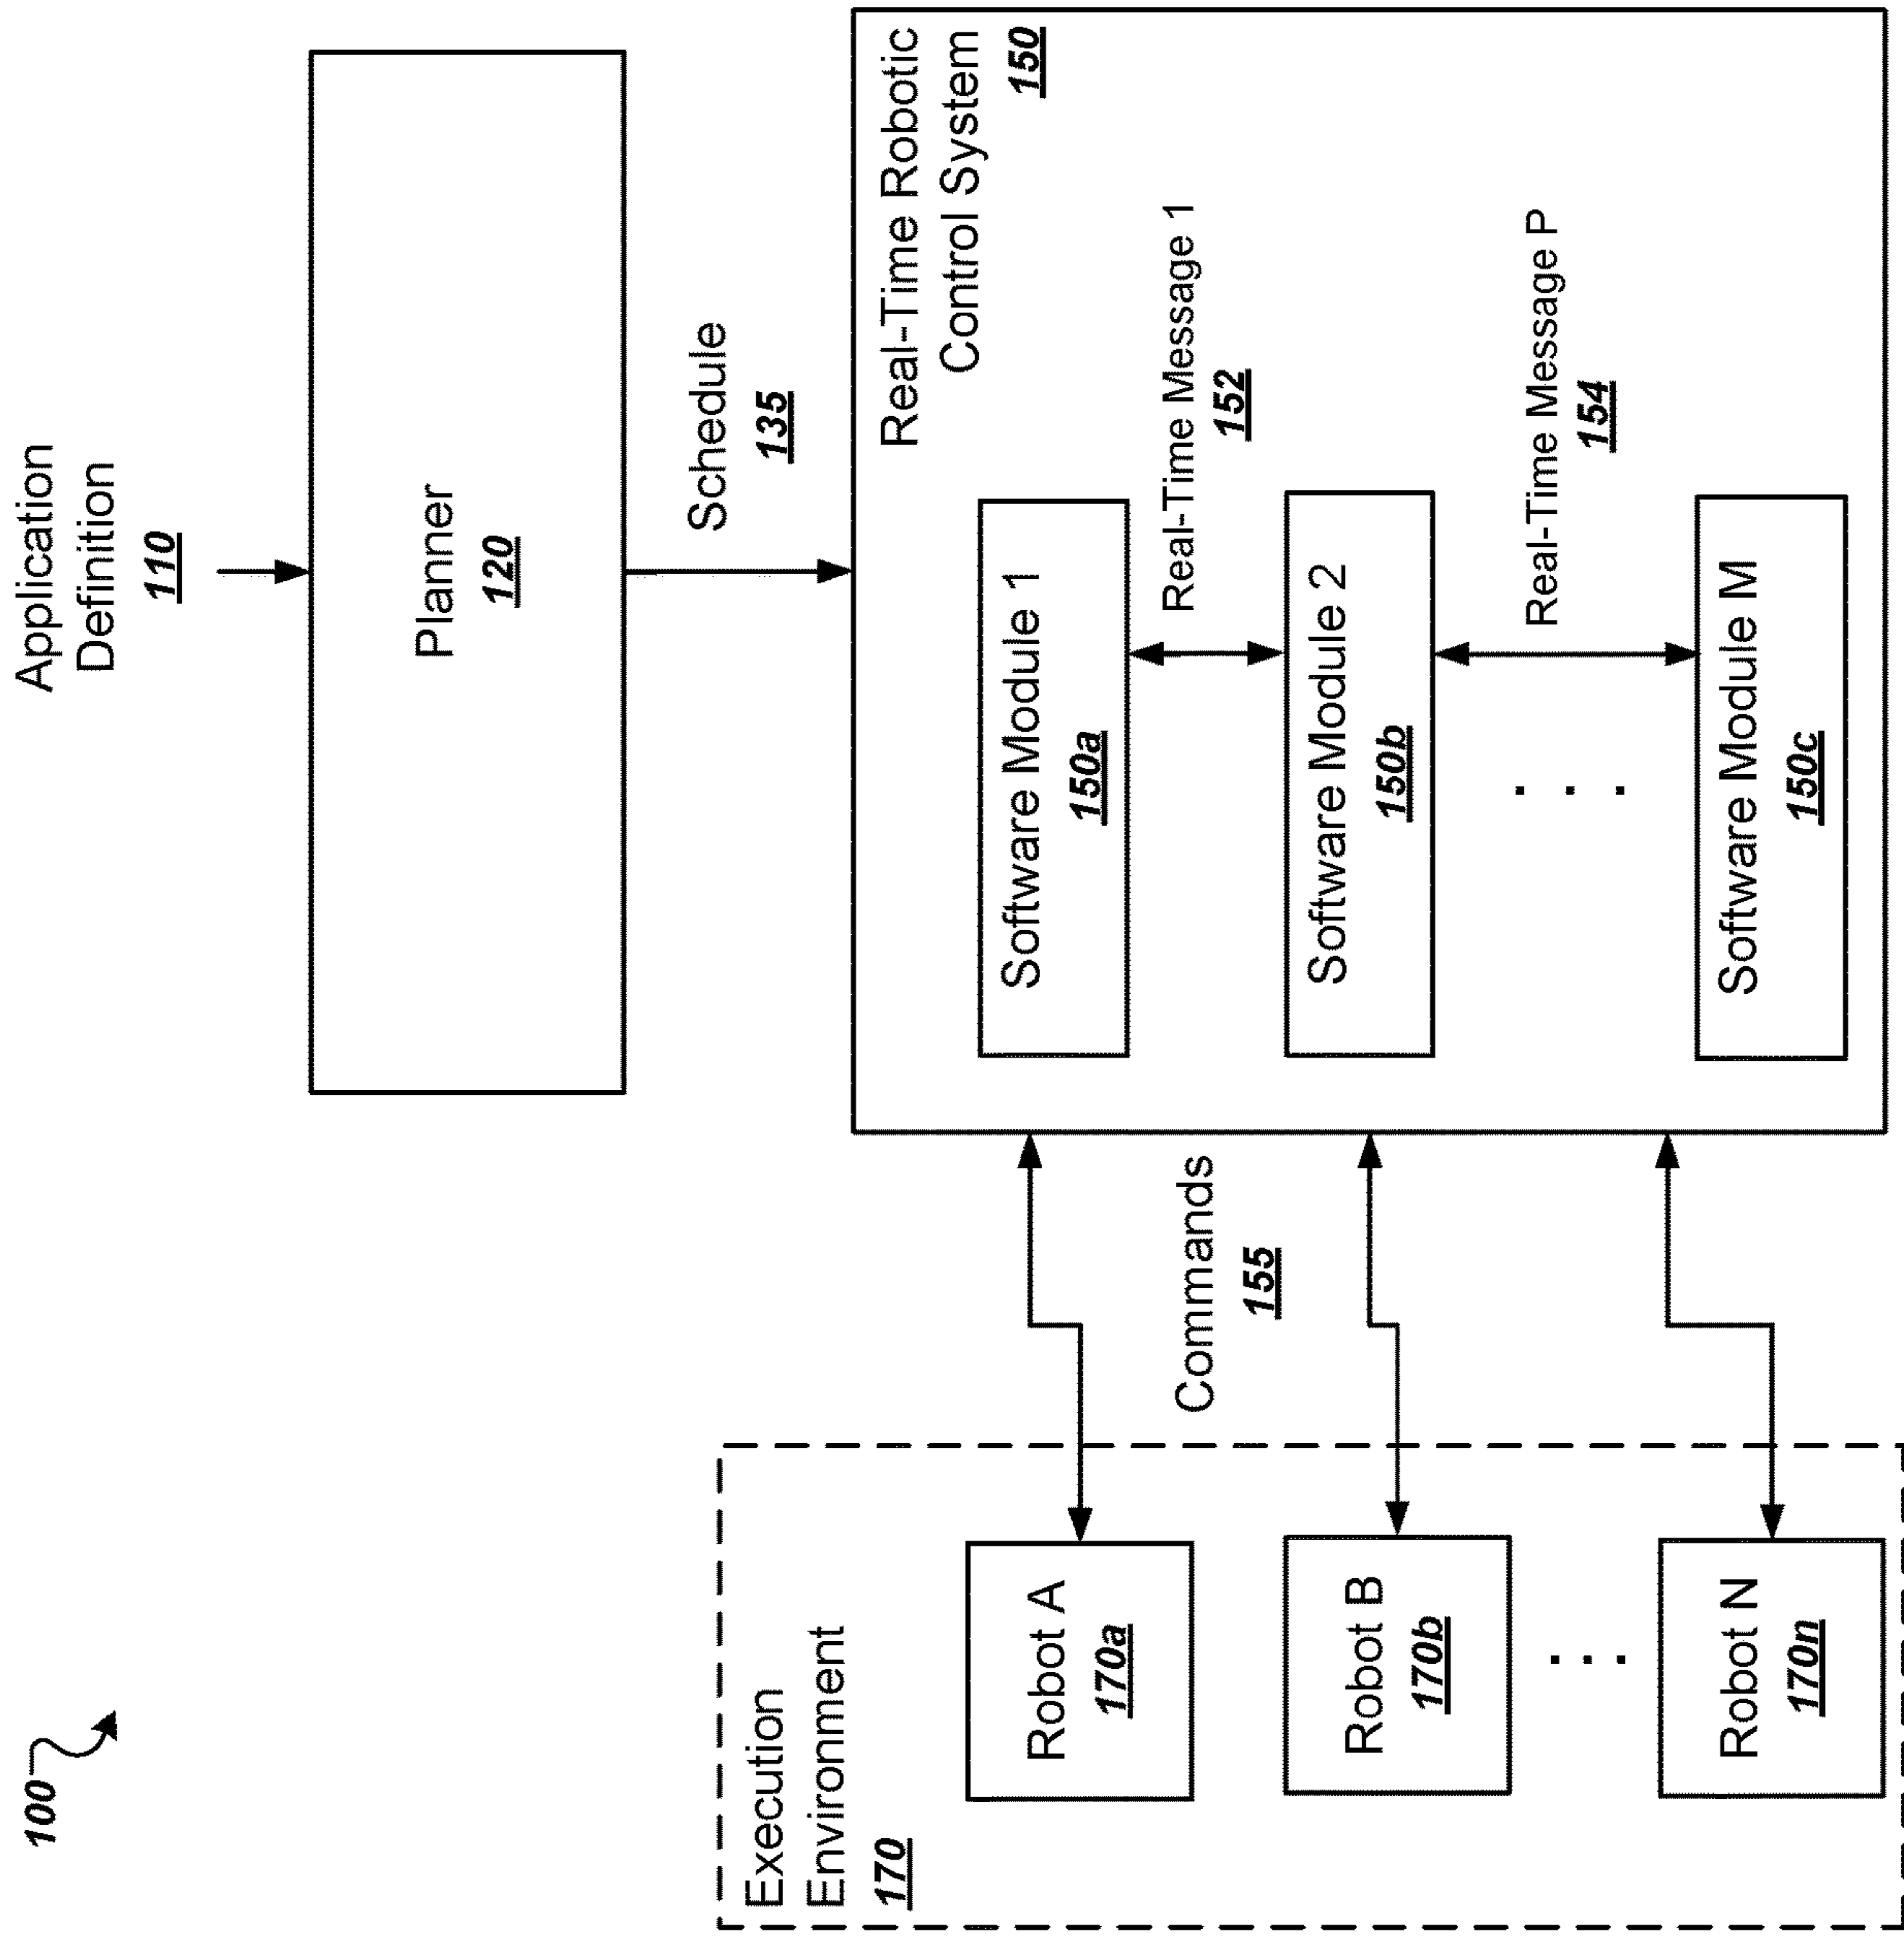 100
Application
Definition
110
Planner
120
Schedule
135
Real-Time Robotic
Control System
150
Software Module 1
150a
Real-Time Message 1
152
Software Module 2
150b
Real-Time Message P
154
. . .
Software Module M
150c
Commands
155
Execution
Environment
170
Robot A
170a
Robot B
170b
. . .
Robot N
170n